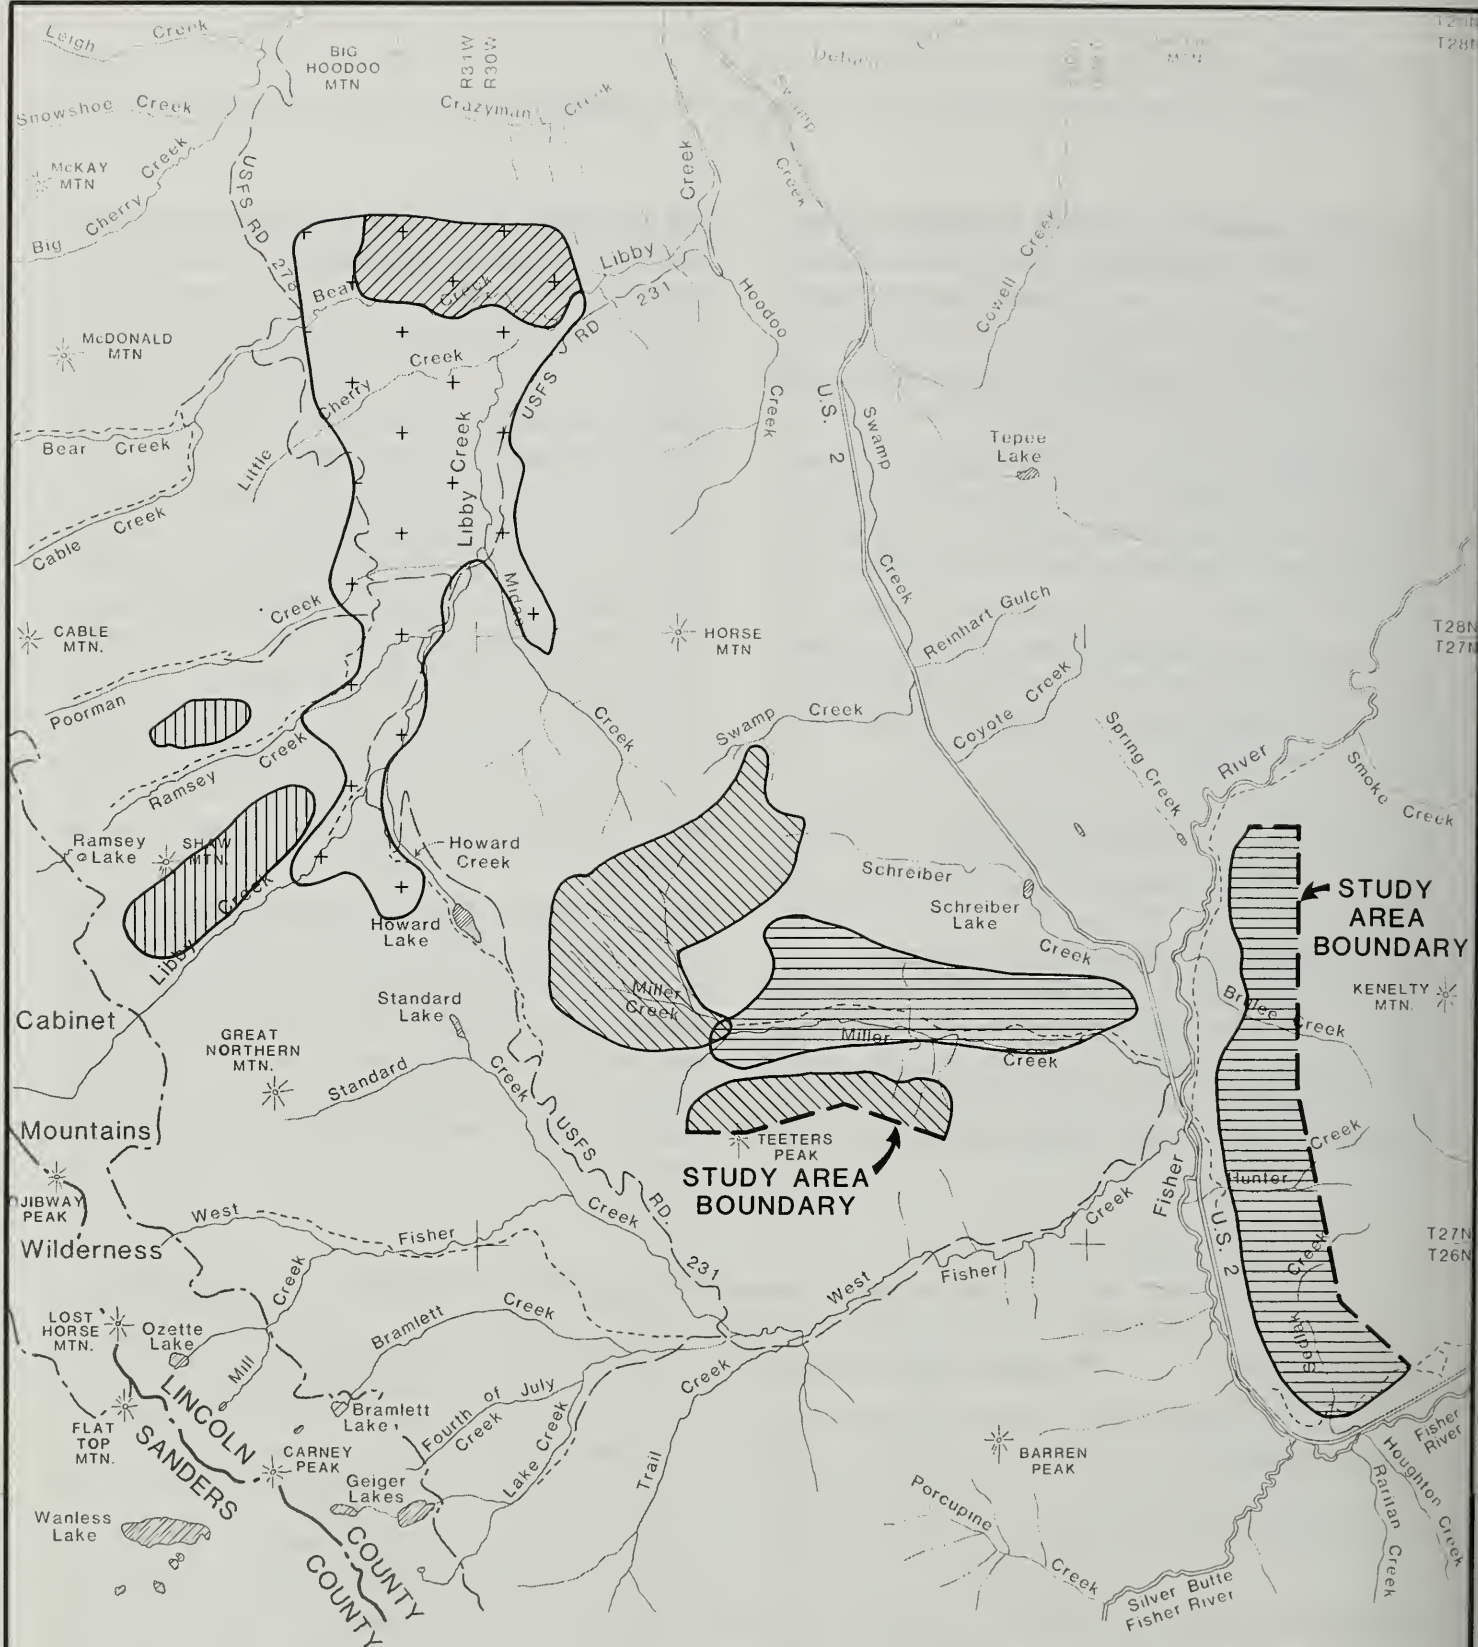 Leigh Creek
BIG
HOODOO
MTN
R31W
R30W
T28N
Snowshoe Creek
Crazyman Creek
Swamp
Creek
MTN
McKAY
MTN
Big Cherry Creek
USFS RD 278
Creek
Cowell Creek
Bear Creek
Libby
231
Hoodoo
Creek
McDONALD
MTN
Little Cherry Creek
USFS RD
U.S. 2
Swamp
Creek
Bear Creek
Libby Creek
Tepee
Lake
Cable Creek
Creek
CABLE
MTN.
HORSE
MTN
Reinhart Gulch
T28N
T27N
Poorman
Creek
Swamp Creek
Coyote Creek
Spring Creek
River
Smoke Creek
Ramsey Creek
Ramsey
Lake
SHAW
MTN.
Howard
Creek
Schreiber
Schreiber
Lake
Creek
STUDY
AREA
BOUNDARY
Libby Creek
Howard
Lake
KENELTY
MTN.
Cabinet
Standard
Lake
Miller
Creek
Miller
Creek
Creek
GREAT
NORTHERN
MTN.
Standard
Creek
Mountains
USFS RD.
TEETERS
PEAK
STUDY AREA
BOUNDARY
Fisher
Hunter
Creek
JIBWAY
PEAK
Wilderness
West Fisher
Creek
231
West Fisher Creek
U.S. 2
Creek
T27N
T26N
LOST
HORSE
MTN.
Ozette
Lake
Mill
Creek
Bramlett Creek
Sedlak
FLAT
TOP
MTN.
LINCOLN
SANDERS
Bramlett
Lake
Fourth of July
Creek
Creek
Fisher
River
CARNEY
PEAK
Geiger
Lakes
Lake Creek
Trail
BARREN
PEAK
Houghton Creek
Raritan Creek
Wanless
Lake
COUNTY
COUNTY
Porcupine
Creek
Silver Butte
Fisher River